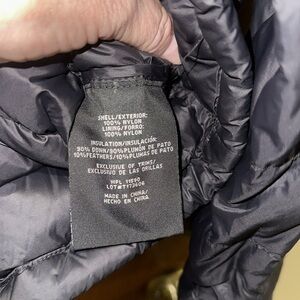 SHELL/EXTERIOR:
100% NYLON
LINING/FORRO:
100% NYLON
INSULATION/INSULATION:
90% DOWN/90%PLUMÓN DE PATO
10%FEATHERS/10%PLUMAS DE PATO
EXCLUSIVE OF TRIMS/
EXCLUSIVO DE LAS ORILLAS
MADE IN CHINA/
HECHO EN CHINA